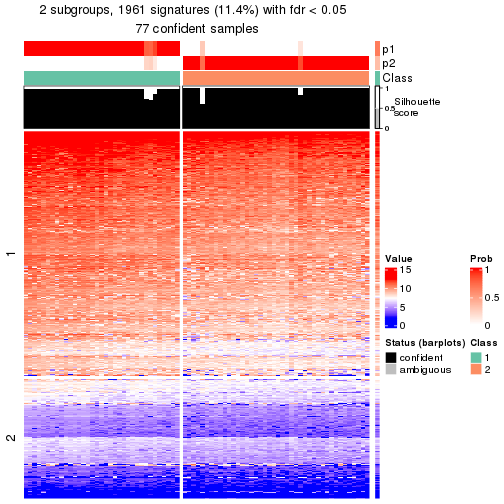 2 subgroups, 1961 signatures (11.4%) with fdr < 0.05
77 confident samples
p1
p2
Class
1
0.5
0
Silhouette
score
1
2
Value
15
10
5
0
Prob
1
0.5
0
Status (barplots)
confident
ambiguous
Class
1
2